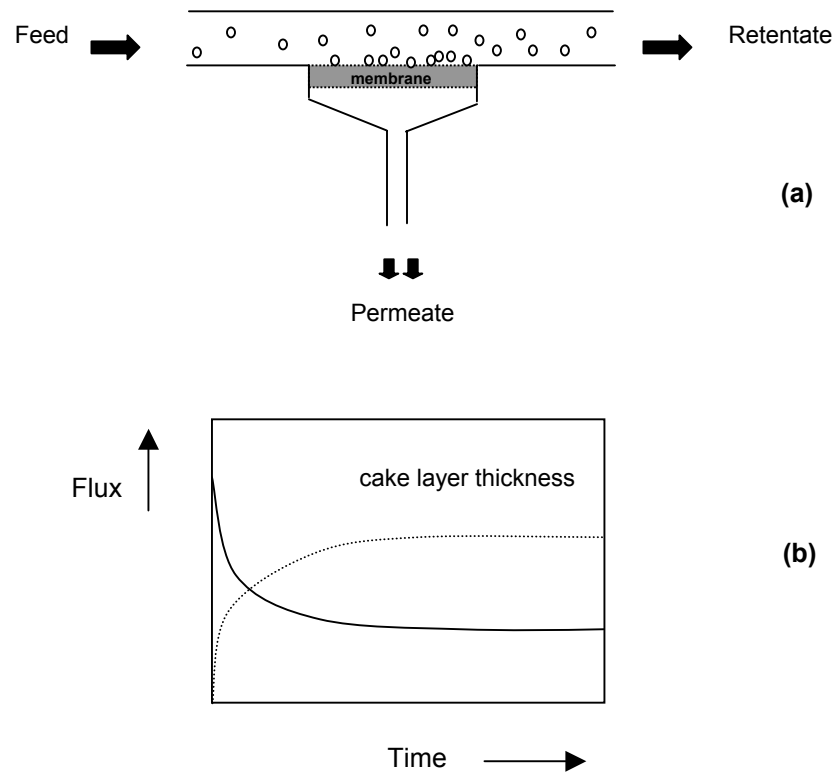 Feed
Retentate
membrane
(a)
Permeate
cake layer thickness
Flux
(b)
Time